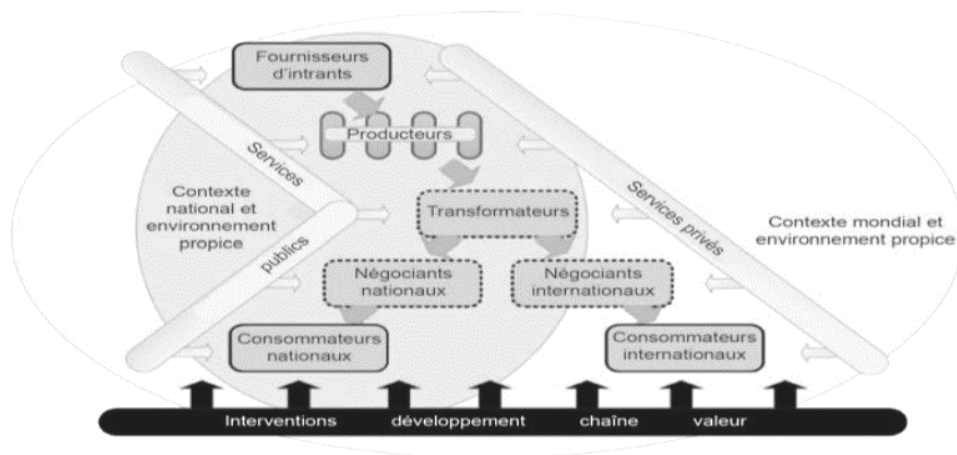 Fournisseurs
d'intrants
Producteurs
Services
publics
Services privés
Contexte
national et
environnement
propice
Transformateurs
Contexte mondial et
environnement propice
Négociants
nationaux
Négociants
internationaux
Consommateurs
nationaux
Consommateurs
internationaux
Interventions développement chaîne valeur